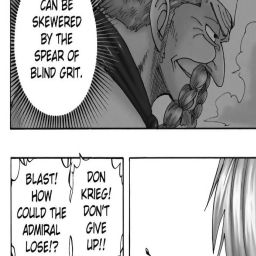 CAN BE
SKEWERED
BY THE
SPEAR OF
BLIND GRIT.
DON
KRIEG!
DON'T
GIVE
UP!!
BLAST!
HOW
COULD THE
ADMIRAL
LOSE!?